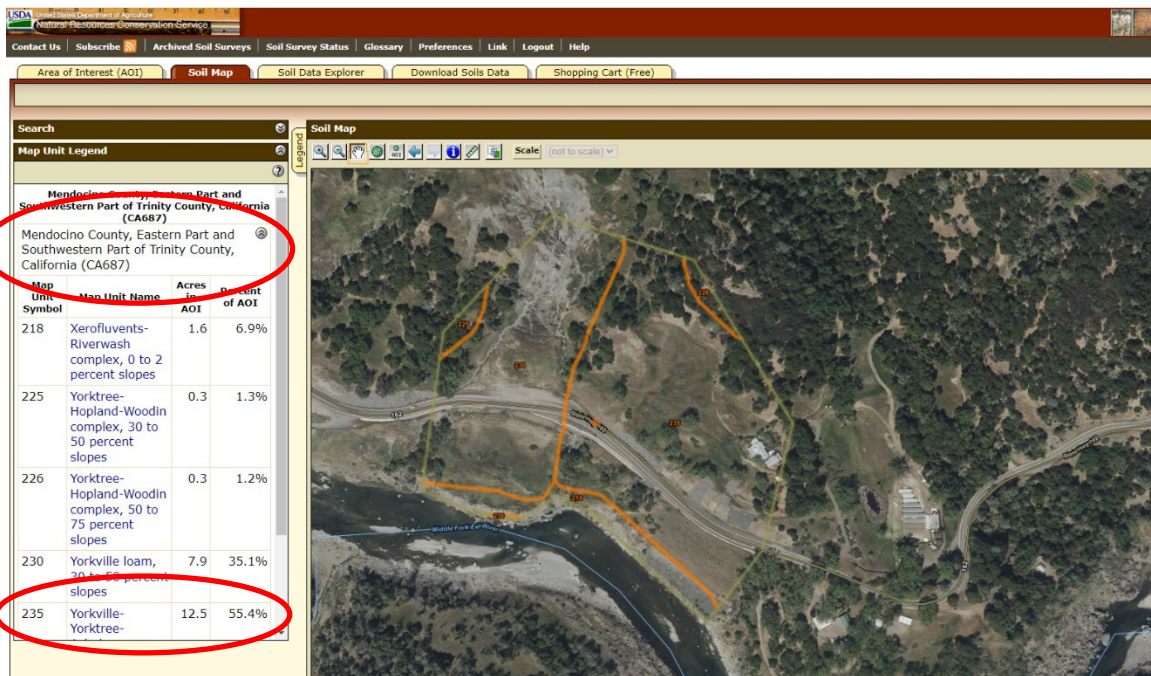 USDA United States Department of Agriculture
Natural Resources Conservation Service
Contact Us | Subscribe | Archived Soil Surveys | Soil Survey Status | Glossary | Preferences | Link | Logout | Help
Area of Interest (AOI) Soil Map Soil Data Explorer Download Soils Data Shopping Cart (Free)
Search
Map Unit Legend
Mendocino County, Eastern Part and
Southwestern Part of Trinity County, California
(CA687)
Mendocino County, Eastern Part and
Southwestern Part of Trinity County,
California (CA687)
Map Unit Symbol Map Unit Name Acres in AOI Percent of AOI
218 Xerofluvents- 1.6 6.9%
Riverwash
complex, 0 to 2
percent slopes
225 Yorktree- 0.3 1.3%
Hopland-Woodin
complex, 30 to
50 percent
slopes
226 Yorktree- 0.3 1.2%
Hopland-Woodin
complex, 50 to
75 percent
slopes
230 Yorkville loam, 7.9 35.1%
30 to 50 percent
slopes
235 Yorkville- 12.5 55.4%
Yorktree-
Legend
Soil Map
AOI
Scale (not to scale)
226
225
230
162
235
218
230
Middle Fork Eel River
162